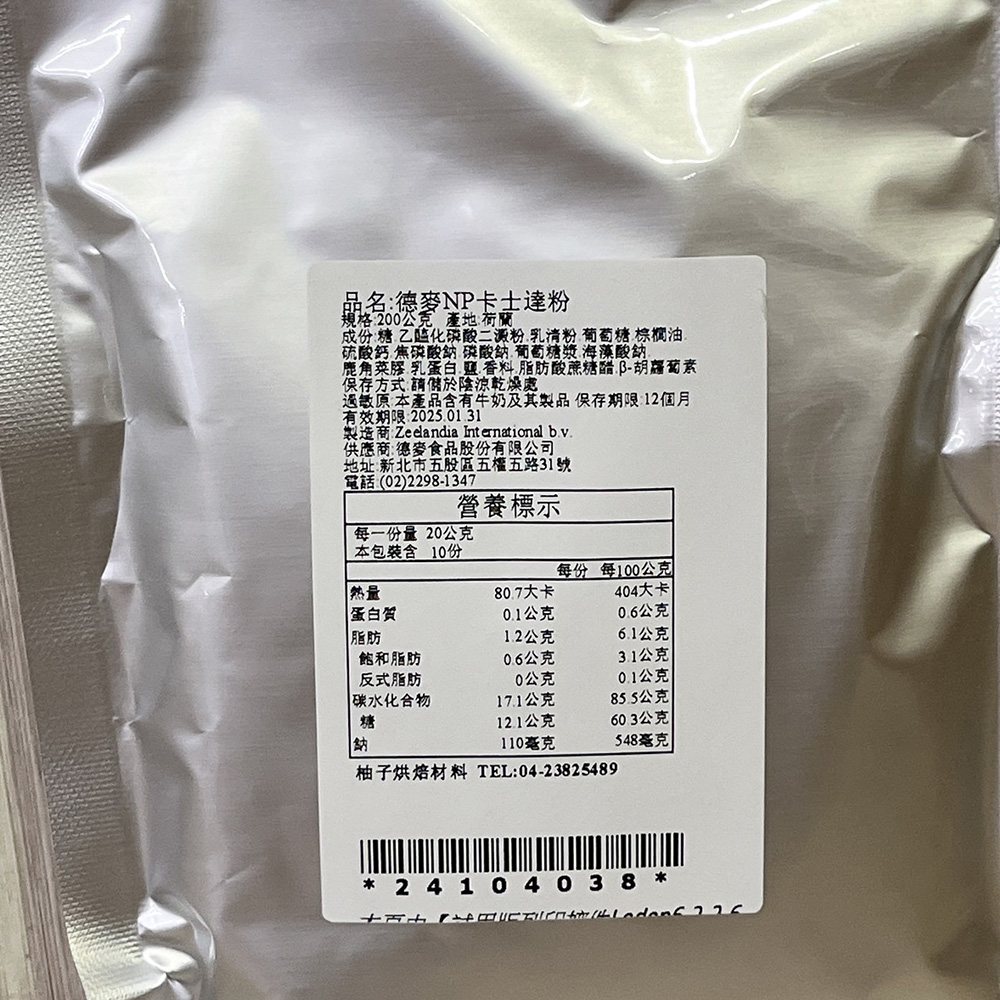 品名:德麥NP卡士達粉
規格:200公克 產地:荷蘭
成份:糖.乙醯化磷酸二澱粉.乳清粉.葡萄糖.棕櫚油.
硫酸鈣.焦磷酸鈉.磷酸鈉.葡萄糖漿.海藻酸鈉.
鹿角菜膠.乳蛋白.鹽.香料.脂肪酸蔗糖酯.β-胡蘿蔔素
保存方式:請儲於陰涼乾燥處
過敏原:本產品含有牛奶及其製品 保存期限:12個月
有效期限:2025.01.31
製造商:Zeelandia International b.v.
供應商:德麥食品股份有限公司
地址:新北市五股區五權五路31號
電話:(02)2298-1347
營養標示
每一份量 20公克
本包裝含 10份
每份 每100公克
熱量 80.7大卡 404大卡
蛋白質 0.1公克 0.6公克
脂肪 1.2公克 6.1公克
飽和脂肪 0.6公克 3.1公克
反式脂肪 0公克 0.1公克
碳水化合物 17.1公克 85.5公克
糖 12.1公克 60.3公克
鈉 110毫克 548毫克
柚子烘焙材料 TEL:04-23825489
*24104038*